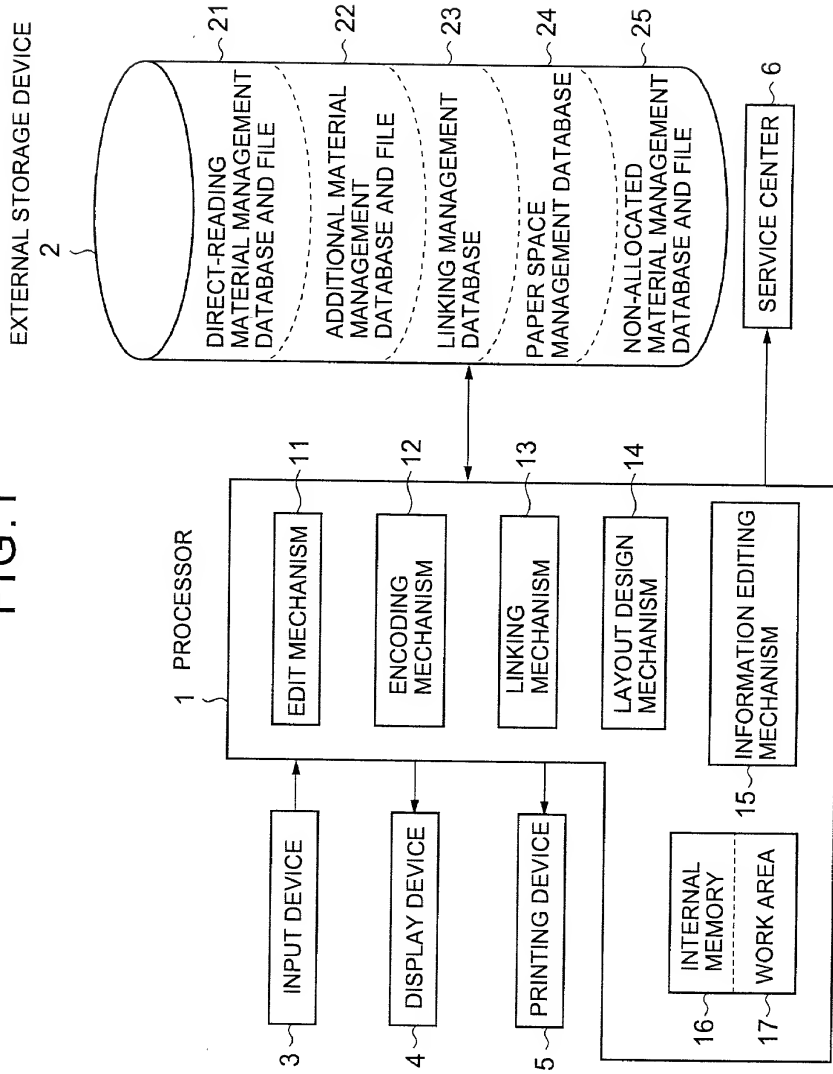 FIG. 1
EXTERNAL STORAGE DEVICE
2
1 PROCESSOR
3
INPUT DEVICE
4
DISPLAY DEVICE
5
PRINTING DEVICE
EDIT MECHANISM
11
ENCODING
MECHANISM
12
LINKING
MECHANISM
13
LAYOUT DESIGN
MECHANISM
14
15
INFORMATION EDITING
MECHANISM
16
INTERNAL
MEMORY
17
WORK AREA
DIRECT-READING
MATERIAL MANAGEMENT
DATABASE AND FILE
21
ADDITIONAL MATERIAL
MANAGEMENT
DATABASE AND FILE
22
LINKING MANAGEMENT
DATABASE
23
PAPER SPACE
MANAGEMENT DATABASE
24
NON-ALLOCATED
MATERIAL MANAGEMENT
DATABASE AND FILE
25
SERVICE CENTER
6